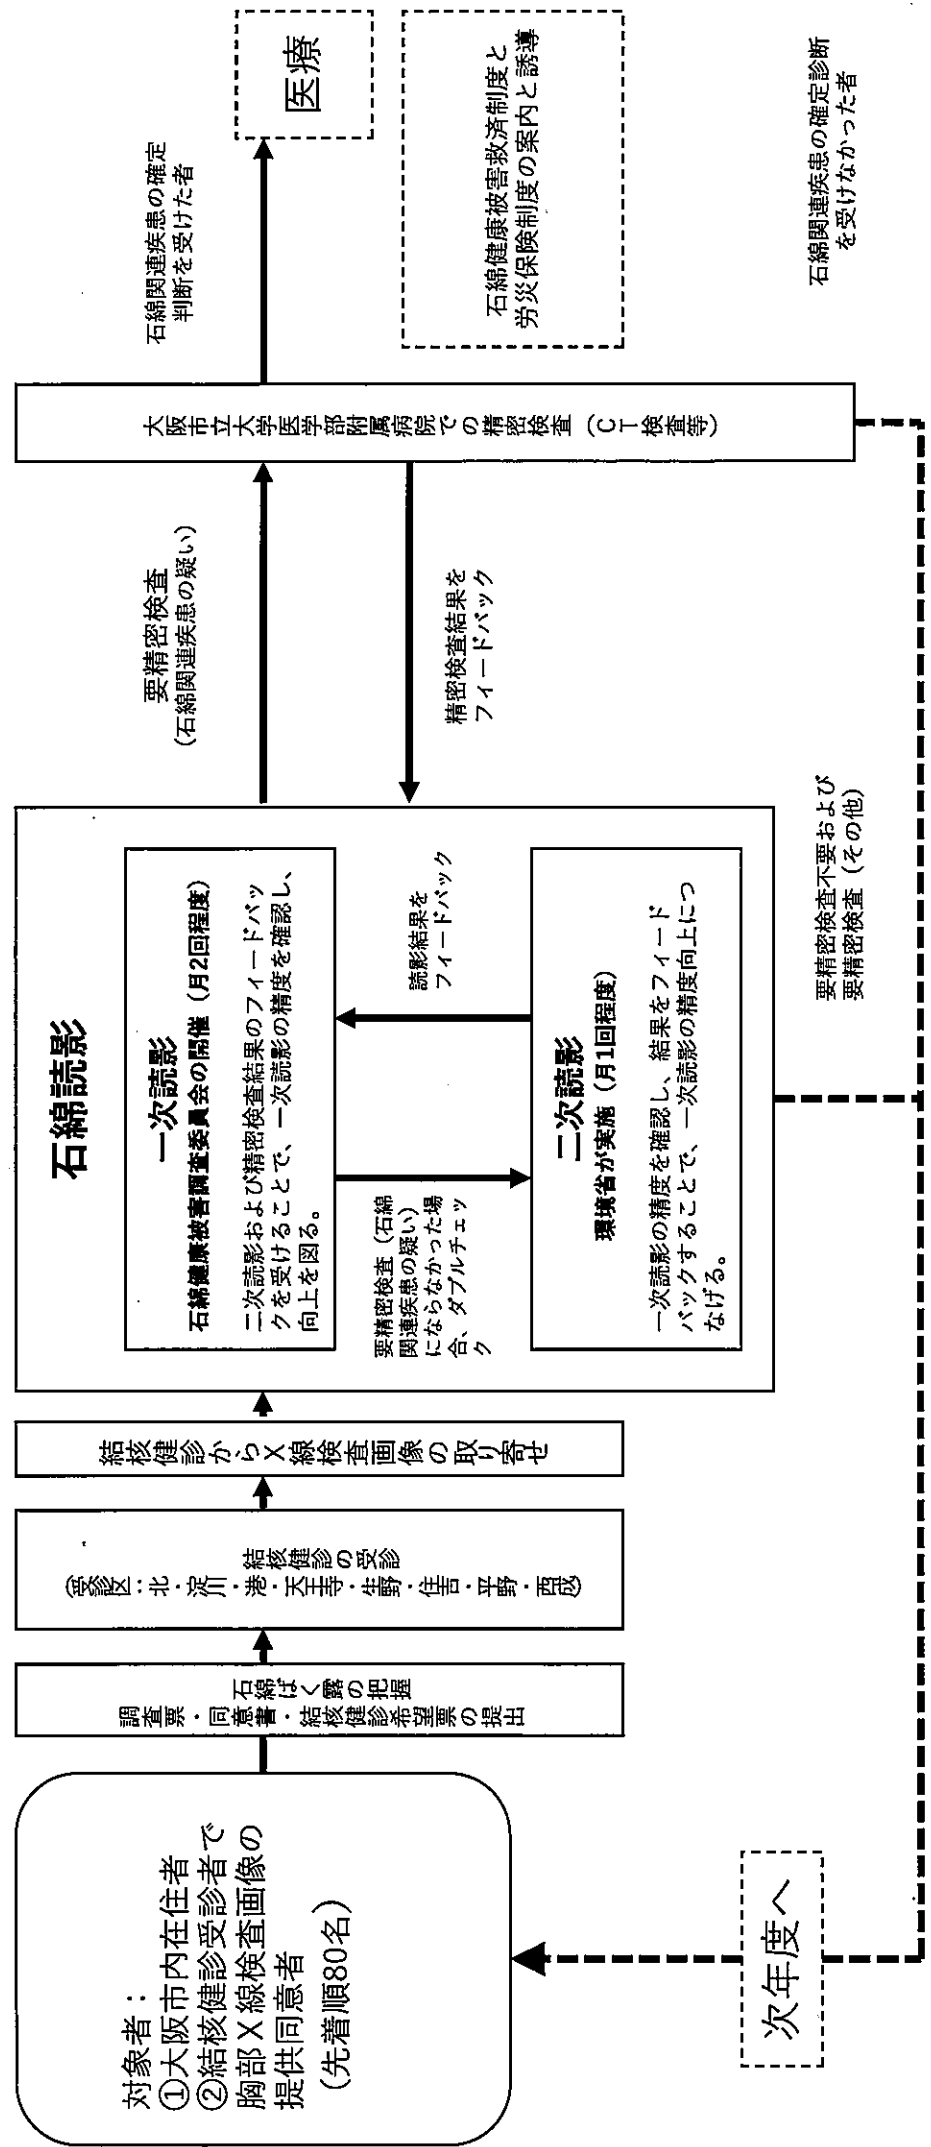 対象者：
①大阪市内在住者
②結核健診受診者で
胸部Ｘ線検査画像の
提供同意者
（先着順80名）
石綿ばく露の把握
調査票・同意書・結核健診希望票の提出
結核健診の受診
（受診区：北・淀川・港・天王寺・生野・住吉・平野・西成）
結核健診からＸ線検査画像の取り寄せ
石綿読影
一次読影
石綿健康被害調査委員会の開催（月2回程度）
二次読影および精密検査結果のフィードバッ
クを受けることで、一次読影の精度を確認し、
向上を図る。
要精密検査（石綿
関連疾患の疑い）
にならなかった場
合、ダブルチェッ
ク
読影結果を
フィードバック
二次読影
環境省が実施（月1回程度）
一次読影の精度を確認し、結果をフィード
バックすることで、一次読影の精度向上につ
なげる。
要精密検査
（石綿関連疾患の疑い）
精密検査結果を
フィードバック
要精密検査不要および
要精密検査（その他）
大阪市立大学医学部附属病院での精密検査（ＣＴ検査等）
石綿関連疾患の確定
判断を受けた者
医療
石綿健康被害救済制度と
労災保険制度の案内と誘導
石綿関連疾患の確定診断
を受けなかった者
次年度へ